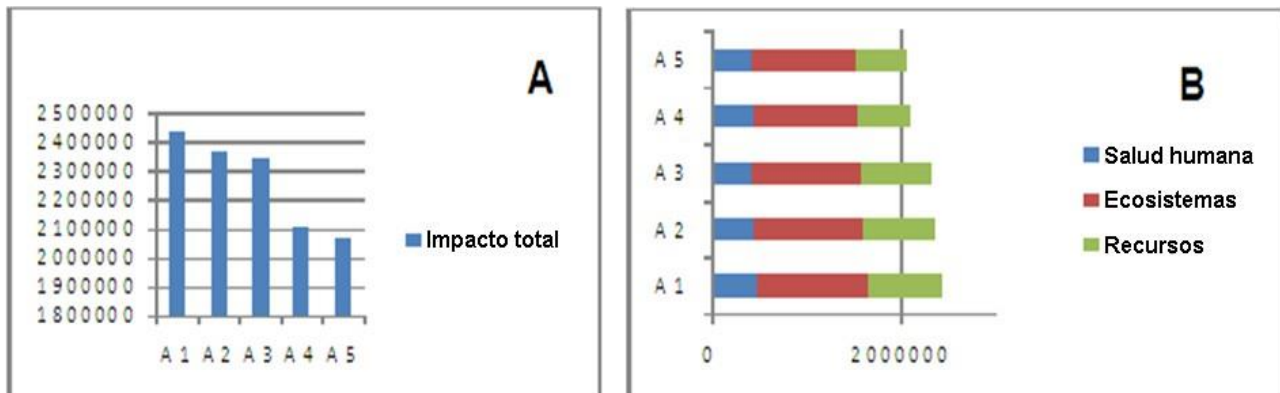 A
2500000
2400000
2300000
2200000
2100000
2000000
1900000
1800000
A 1 A 2 A 3 A 4 A 5
Impacto total
B
A 5
A 4
A 3
A 2
A 1
0 2000000
Salud humana
Ecosistemas
Recursos